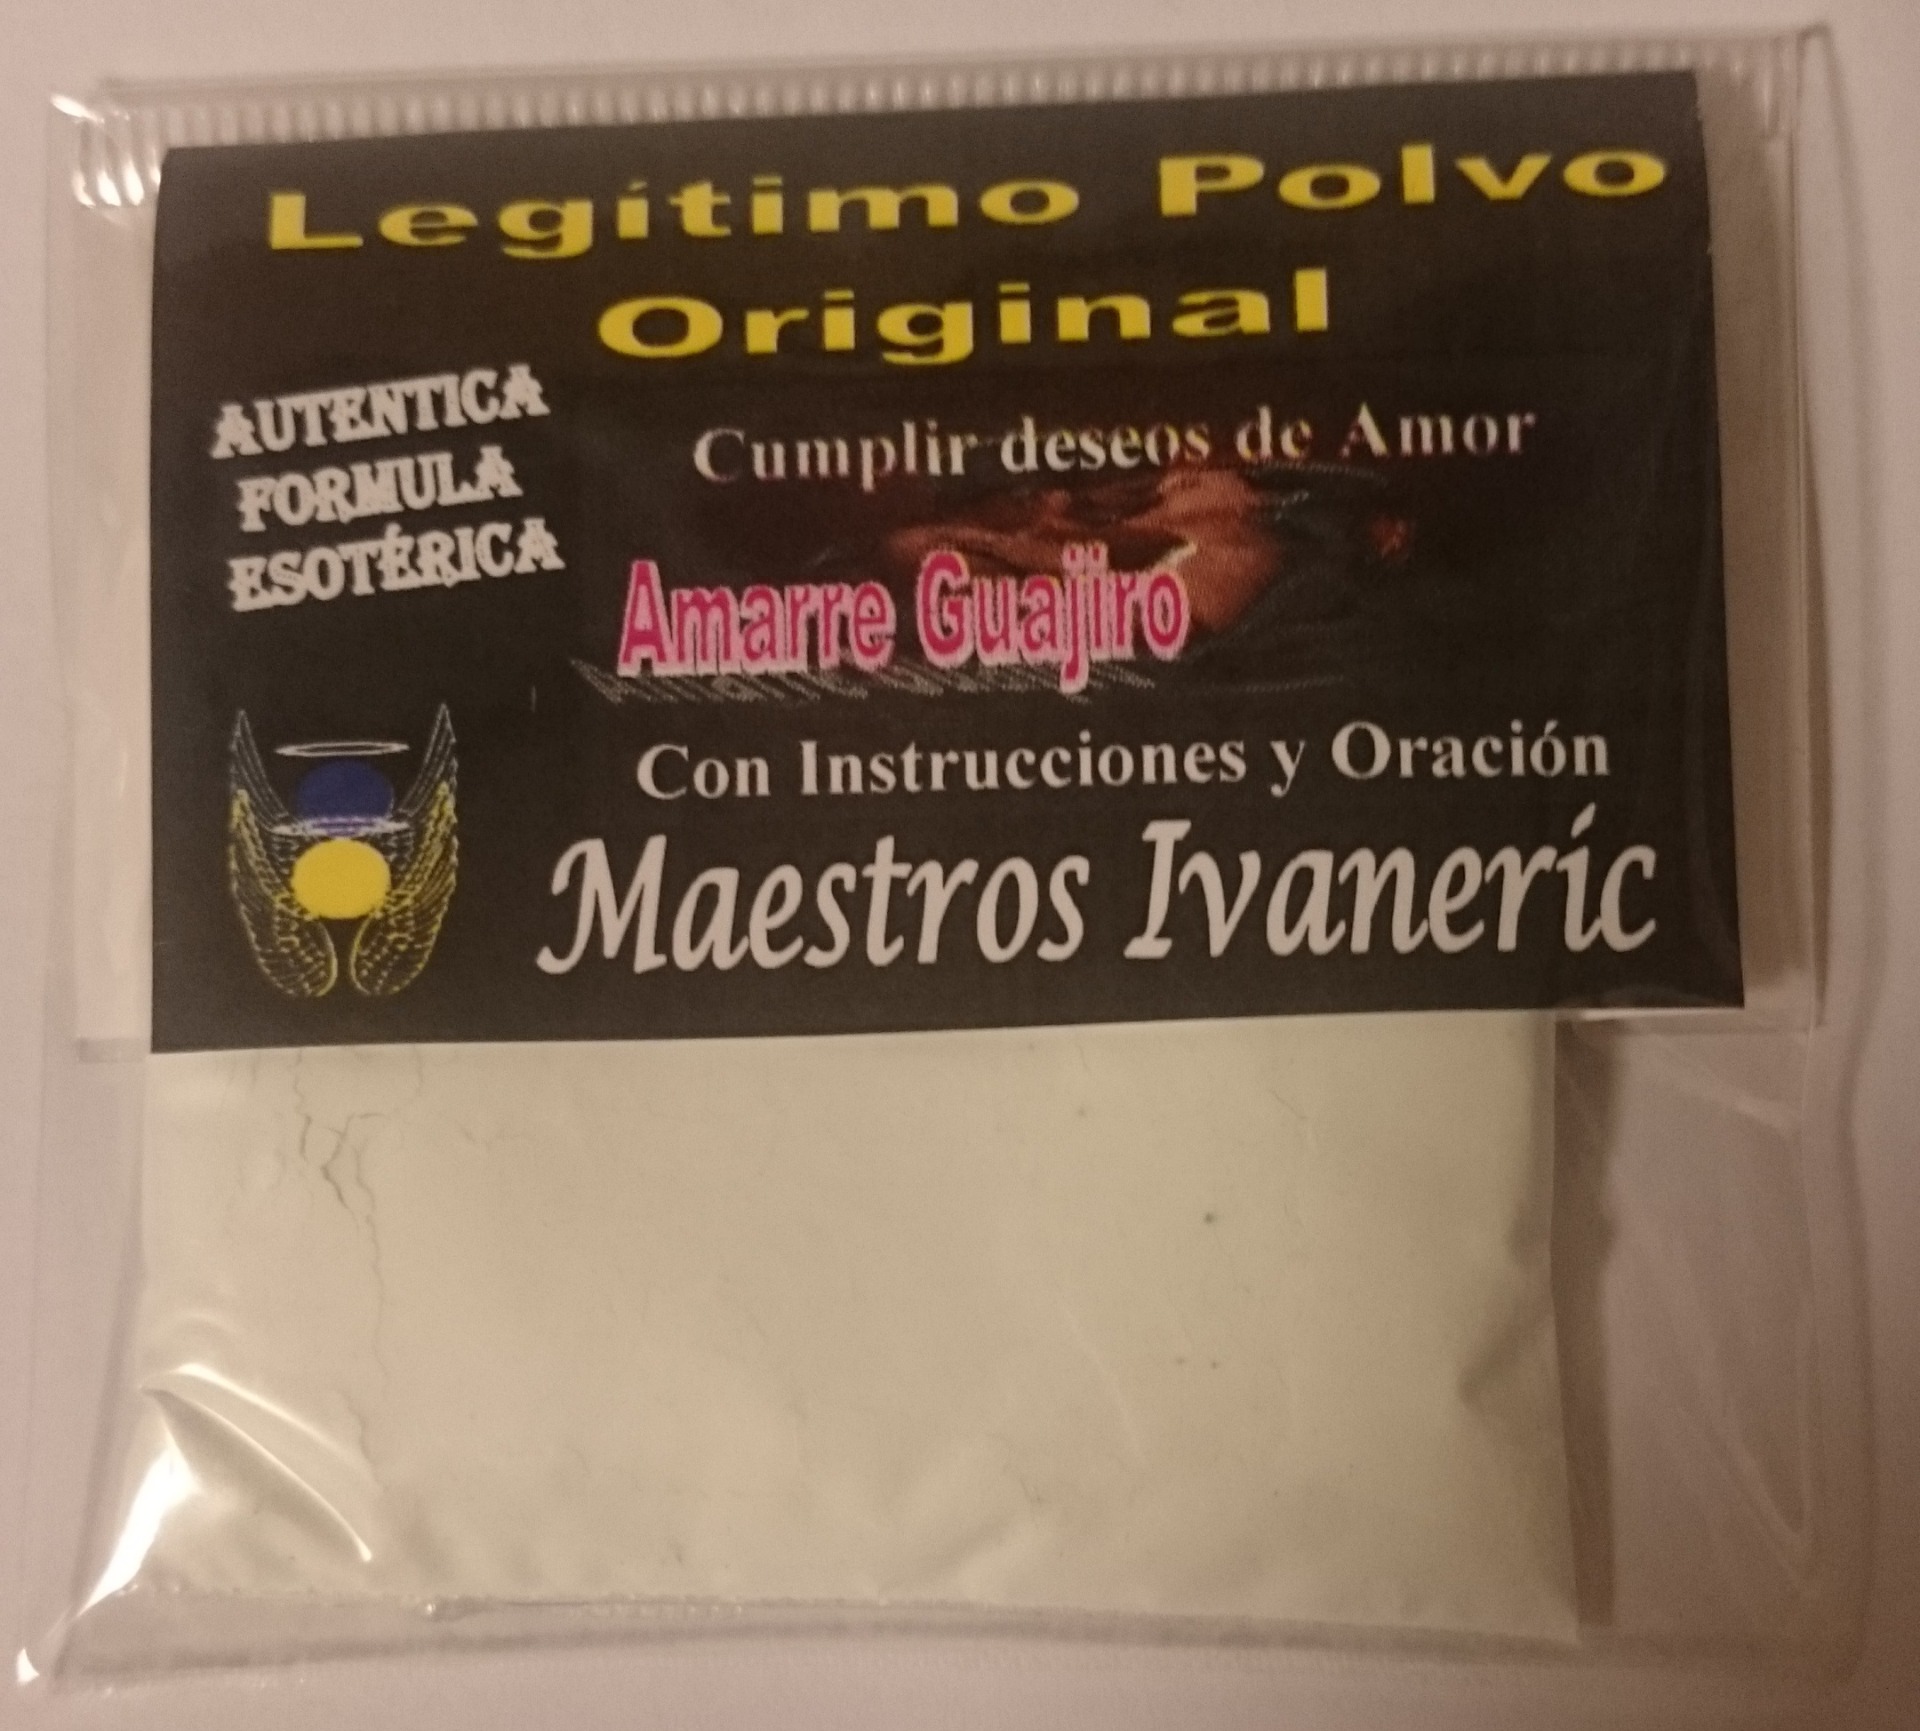 Legítimo Polvo
Original
AUTENTICA
FORMULA
ESOTÉRICA
Cumplir deseos de Amor
Amarre Guajiro
Con Instrucciones y Oración
Maestros Ivaneric